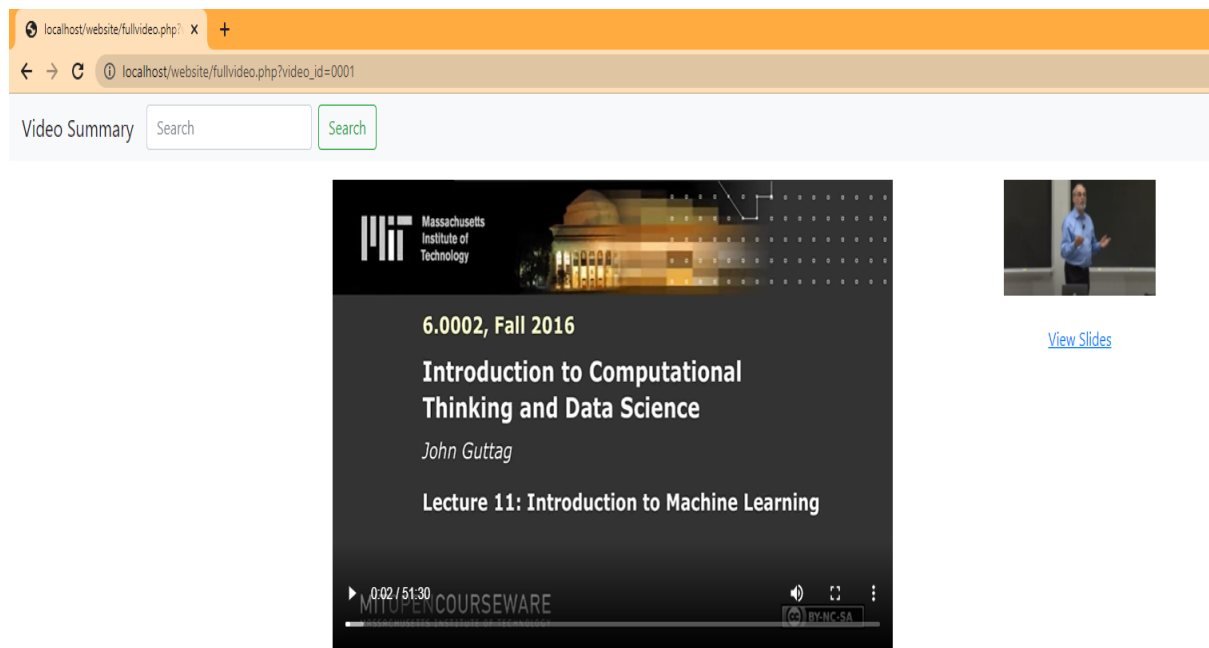 localhost/website/fullvideo.php?
localhost/website/fullvideo.php?video_id=0001
Video Summary Search Search
Massachusetts
Institute of
Technology
6.0002, Fall 2016
Introduction to Computational
Thinking and Data Science
John Guttag
Lecture 11: Introduction to Machine Learning
View Slides
0:02 / 51:30
MITOPENCOURSEWARE
MASSACHUSETTS INSTITUTE OF TECHNOLOGY
cc BY-NC-SA